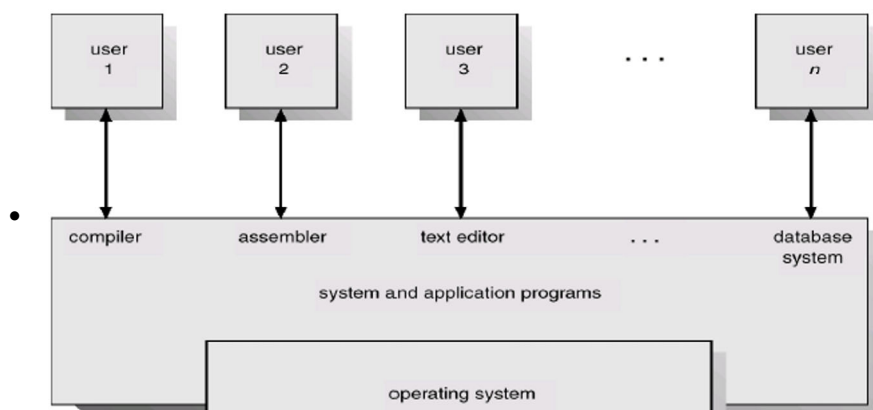 user
1
user
2
user
3
. . .
user
n
compiler
assembler
text editor
. . .
database
system
system and application programs
operating system